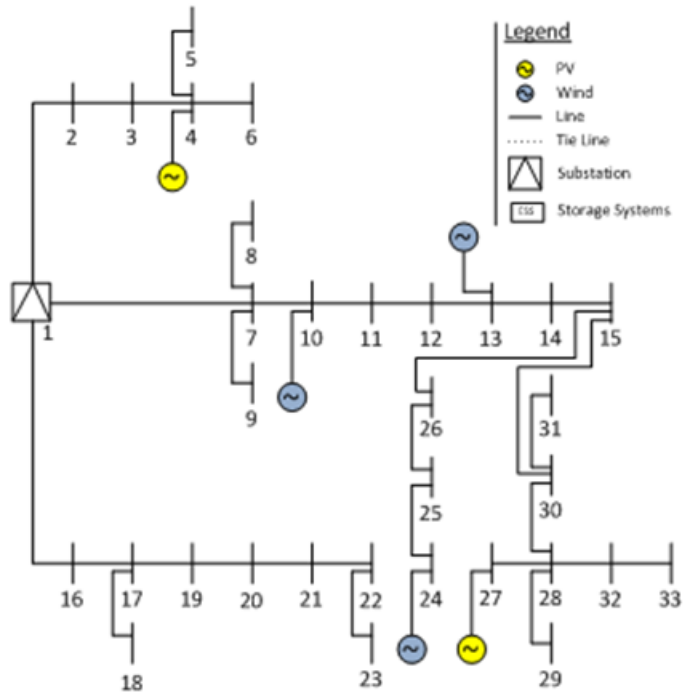 Legend
PV
Wind
Line
Tie Line
Substation
CSS Storage Systems
5
2 3 4 6
8
1 7 10 11 12 13 14 15
9
26 31
25 30
16 17 19 20 21 22 24 27 28 32 33
18 23 29